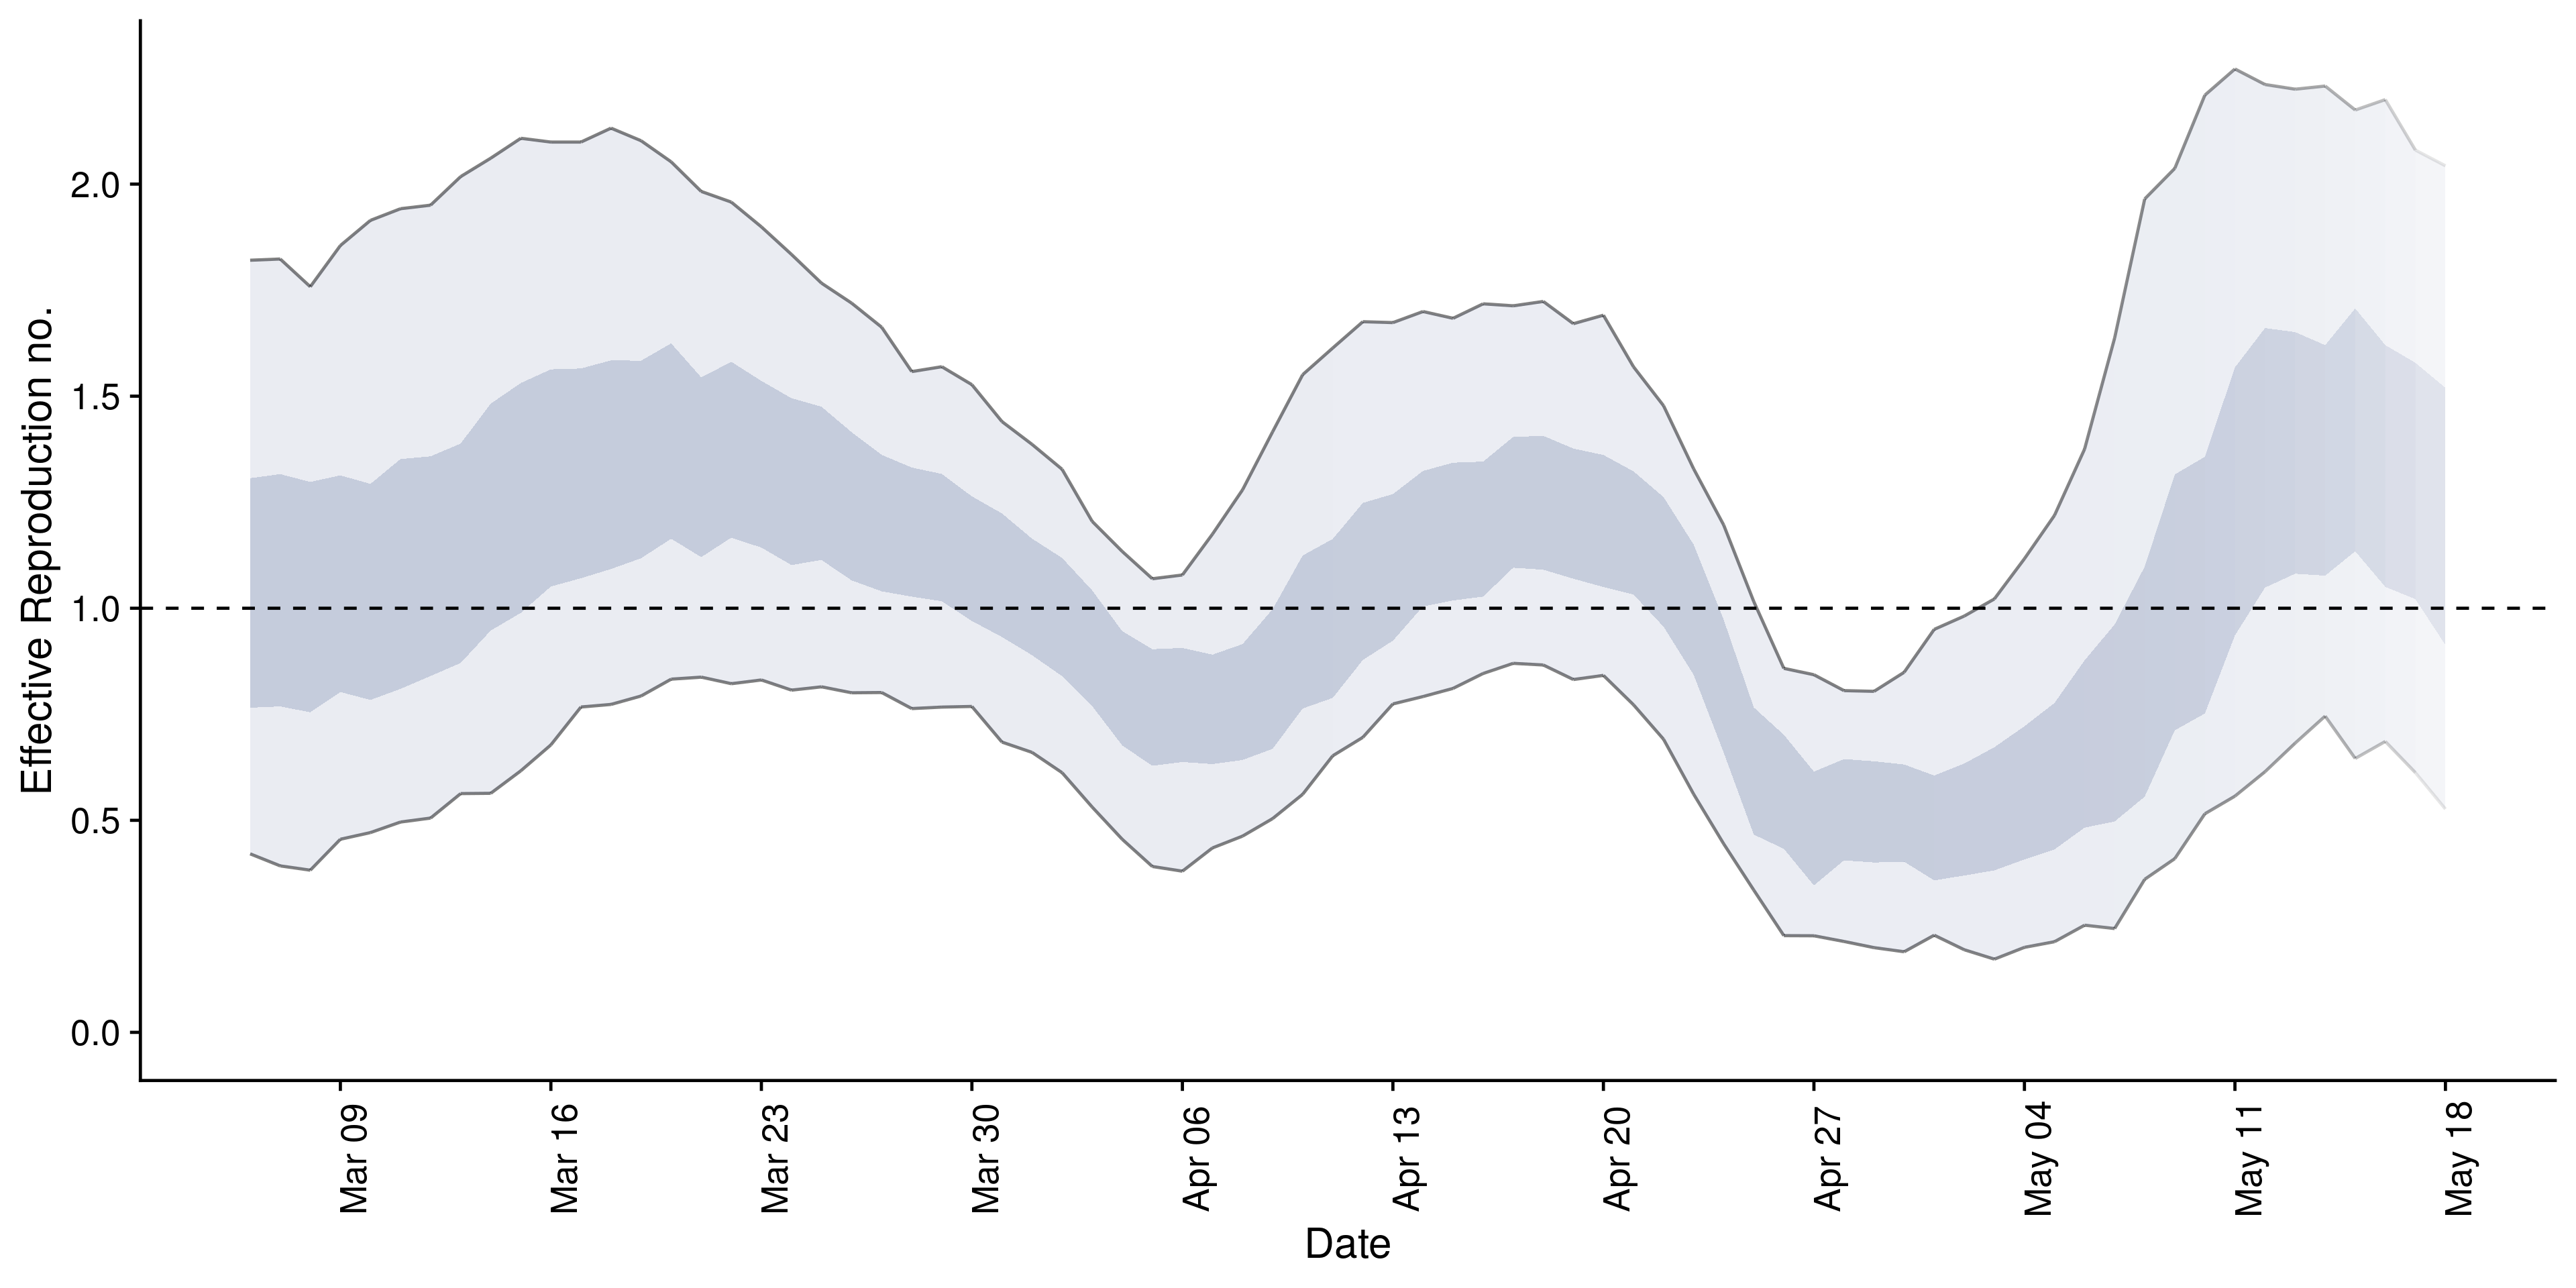 Effective Reproduction no.
2.0
1.5
1.0
0.5
0.0
Mar 09
Mar 16
Mar 23
Mar 30
Apr 06
Apr 13
Apr 20
Apr 27
May 04
May 11
May 18
Date